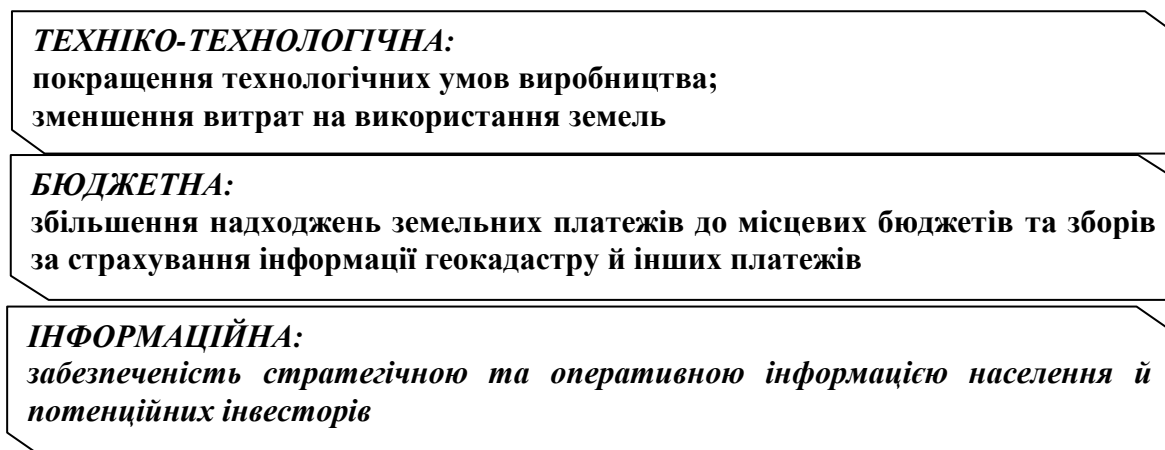 ТЕХНІКО-ТЕХНОЛОГІЧНА:
покращення технологічних умов виробництва;
зменшення витрат на використання земель
БЮДЖЕТНА:
збільшення надходжень земельних платежів до місцевих бюджетів та зборів
за страхування інформації геокадастру й інших платежів
ІНФОРМАЦІЙНА:
забезпеченість стратегічною та оперативною інформацією населення й
потенційних інвесторів